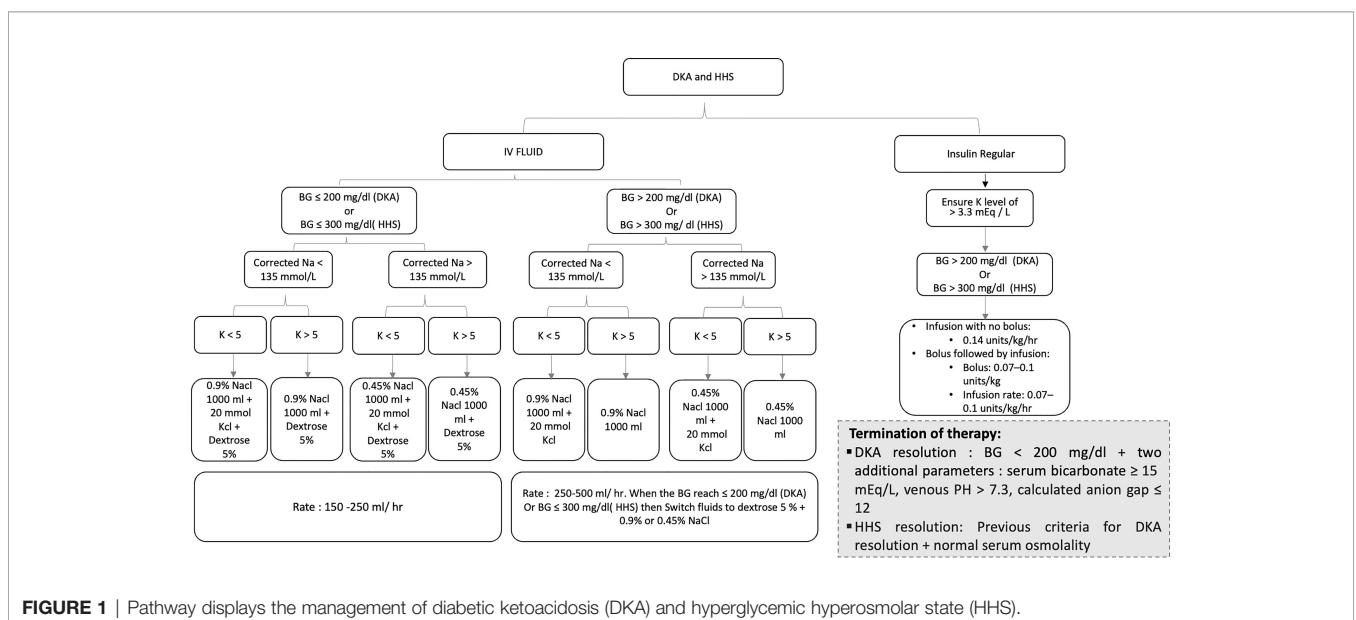 DKA and HHS
IV FLUID
Insulin Regular
BG ≤ 200 mg/dl (DKA)
or
BG ≤ 300 mg/dl( HHS)
BG > 200 mg/dl (DKA)
Or
BG > 300 mg/ dl (HHS)
Ensure K level of
> 3.3 mEq / L
Corrected Na <
135 mmol/L
Corrected Na >
135 mmol/L
Corrected Na <
135 mmol/L
Corrected Na
> 135 mmol/L
BG > 200 mg/dl (DKA)
Or
BG > 300 mg/dl (HHS)
K < 5
K > 5
K < 5
K > 5
K < 5
K > 5
K < 5
K > 5
0.9% Nacl
1000 ml +
20 mmol
Kcl +
Dextrose
5%
0.9% Nacl
1000 ml +
Dextrose
5%
0.45% Nacl
1000 ml +
20 mmol
Kcl +
Dextrose
5%
0.45%
Nacl 1000
ml +
Dextrose
5%
0.9% Nacl
1000 ml +
20 mmol
Kcl
0.9% Nacl
1000 ml
0.45%
Nacl 1000
ml +
20 mmol
Kcl
0.45%
Nacl 1000
ml
• Infusion with no bolus:
• 0.14 units/kg/hr
• Bolus followed by infusion:
• Bolus: 0.07–0.1
units/kg
• Infusion rate: 0.07–
0.1 units/kg/hr
Rate : 150 -250 ml/ hr
Rate : 250-500 ml/ hr. When the BG reach ≤ 200 mg/dl (DKA)
Or BG ≤ 300 mg/dl( HHS) then Switch fluids to dextrose 5 % +
0.9% or 0.45% NaCl
Termination of therapy:
▪DKA resolution : BG < 200 mg/dl + two
additional parameters : serum bicarbonate ≥ 15
mEq/L, venous PH > 7.3, calculated anion gap ≤
12
▪HHS resolution: Previous criteria for DKA
resolution + normal serum osmolality
FIGURE 1 | Pathway displays the management of diabetic ketoacidosis (DKA) and hyperglycemic hyperosmolar state (HHS).